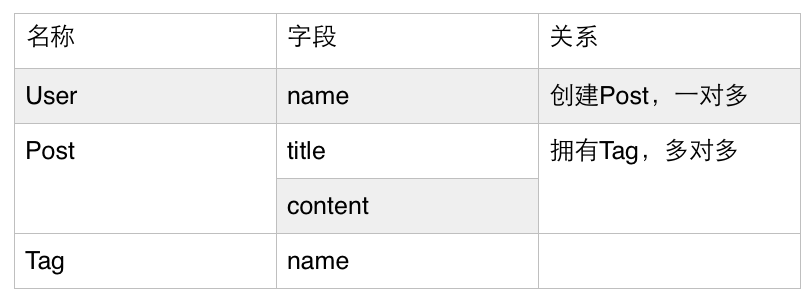 名称 字段 关系
User name 创建Post，一对多
Post title 拥有Tag，多对多
content
Tag name